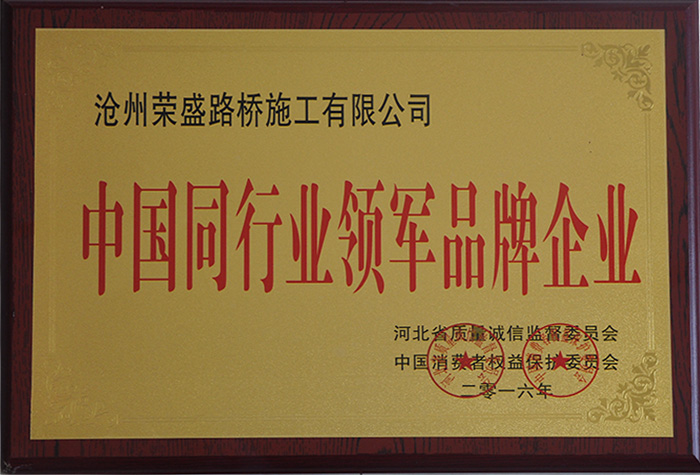 沧州荣盛路桥施工有限公司
中国同行业领军品牌企业
河北省质量诚信监督委员会
中国消费者权益保护委员会
二零一六年